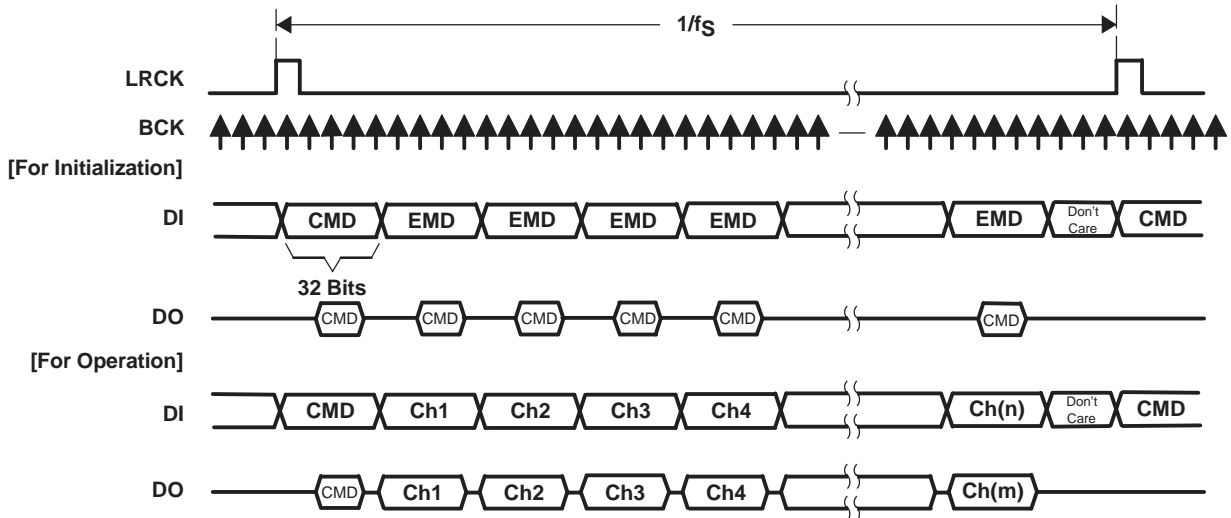 1/fS
LRCK
BCK
[For Initialization]
DI CMD EMD EMD EMD EMD EMD Don't Care CMD
32 Bits
DO CMD CMD CMD CMD CMD CMD
[For Operation]
DI CMD Ch1 Ch2 Ch3 Ch4 Ch(n) Don't Care CMD
DO CMD Ch1 Ch2 Ch3 Ch4 Ch(m)